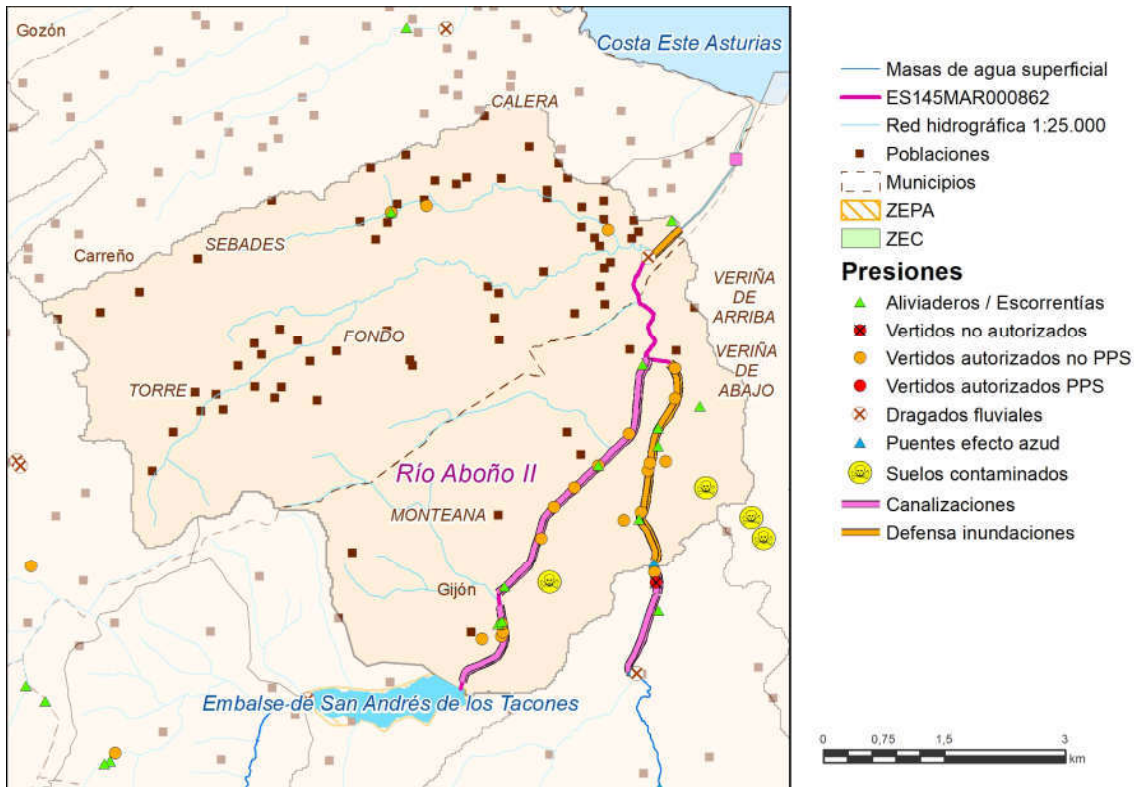 Gozón
Costa Este Asturias
CALERA
SEBADES
Carreño
VERIÑA
DE
ARRIBA
FONDO
VERIÑA
DE
ABAJO
TORRE
Río Aboño II
MONTEANA
Gijón
Embalse de San Andrés de los Tacones
Masas de agua superficial
ES145MAR000862
Red hidrográfica 1:25.000
Poblaciones
Municipios
ZEPA
ZEC
Presiones
Aliviaderos / Escorrentías
Vertidos no autorizados
Vertidos autorizados no PPS
Vertidos autorizados PPS
Dragados fluviales
Puentes efecto azud
Suelos contaminados
Canalizaciones
Defensa inundaciones
0 0,75 1,5 3
km